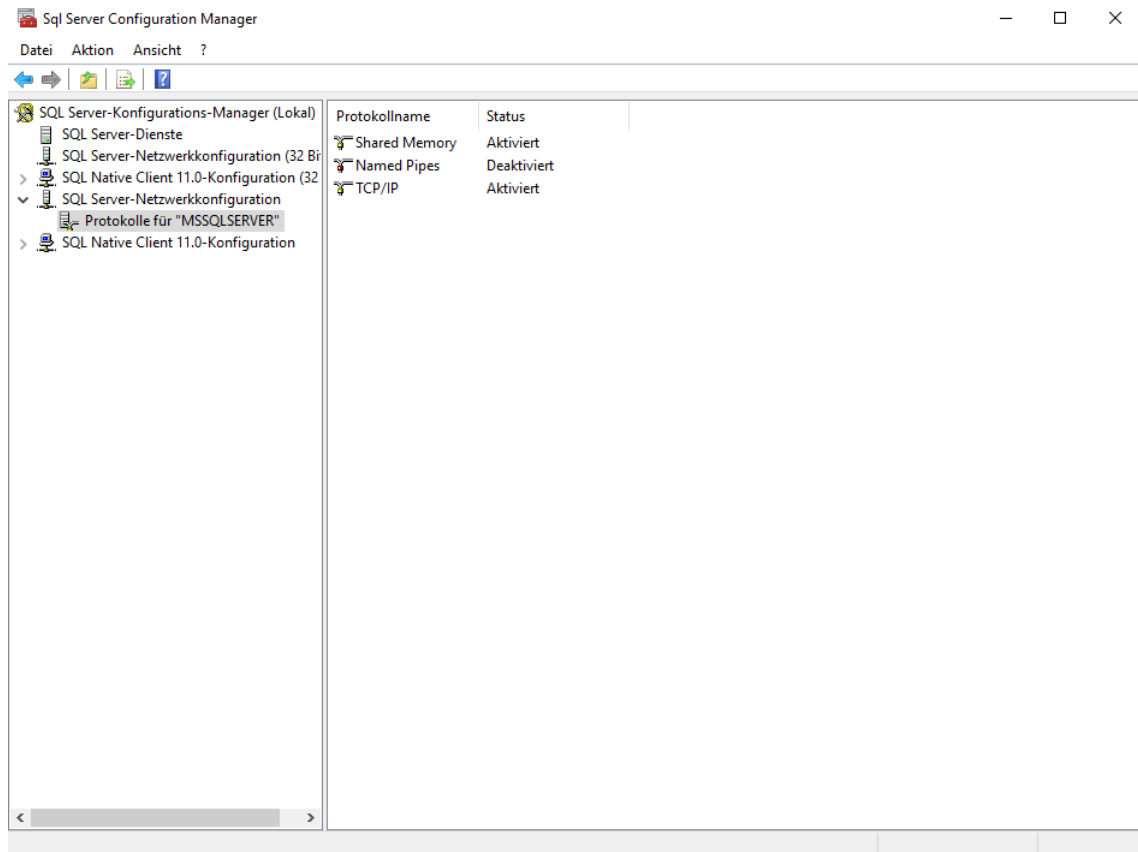 Sql Server Configuration Manager
Datei Aktion Ansicht ?
SQL Server-Konfigurations-Manager (Lokal)
SQL Server-Dienste
SQL Server-Netzwerkkonfiguration (32 Bi
SQL Native Client 11.0-Konfiguration (32
SQL Server-Netzwerkkonfiguration
Protokolle für "MSSQLSERVER"
SQL Native Client 11.0-Konfiguration
Protokollname Status
Shared Memory Aktiviert
Named Pipes Deaktiviert
TCP/IP Aktiviert